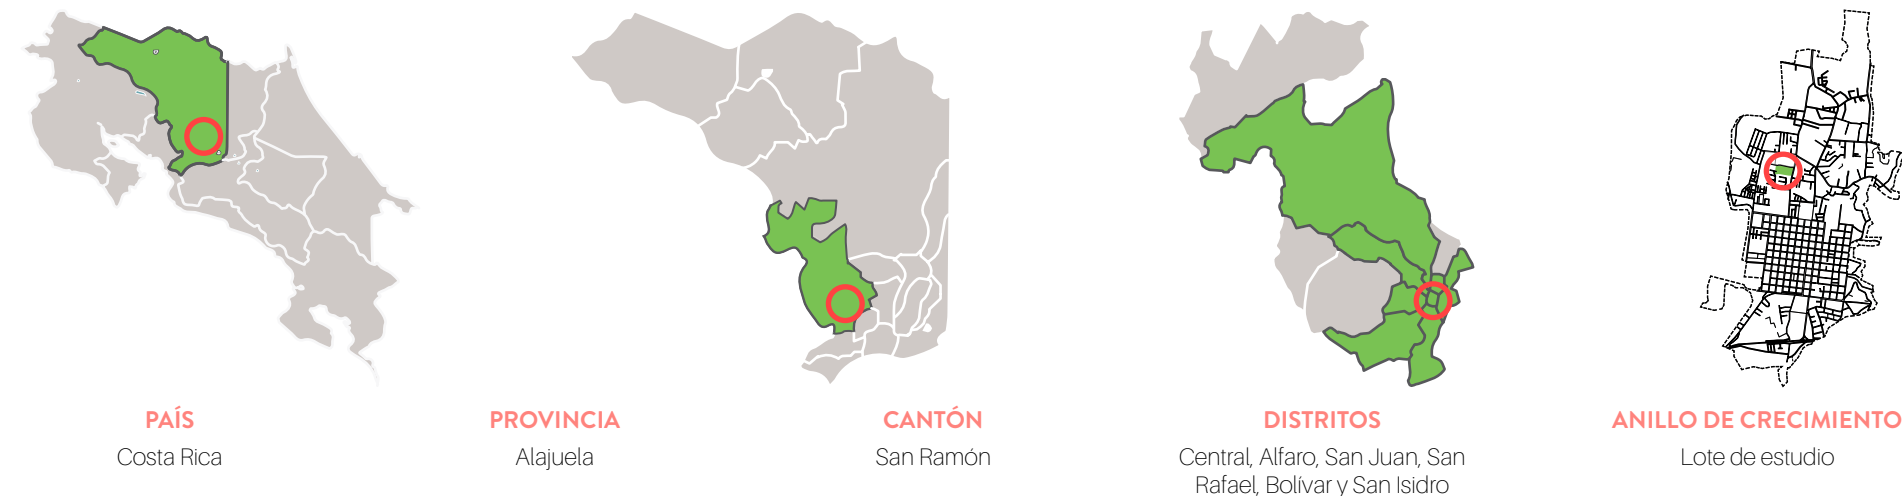 PAÍS
Costa Rica
PROVINCIA
Alajuela
CANTÓN
San Ramón
DISTRITOS
Central, Alfaro, San Juan, San
Rafael, Bolívar y San Isidro
ANILLO DE CRECIMIENTO
Lote de estudio